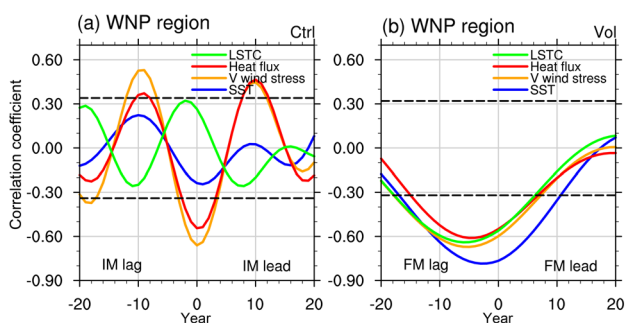 (a) WNP region
Ctrl
LSTC
Heat flux
V wind stress
SST
Correlation coefficient
0.60
0.30
0.00
-0.30
-0.60
-0.90
IM lag
IM lead
-20 -10 0 10 20
Year
(b) WNP region
Vol
LSTC
Heat flux
V wind stress
SST
0.60
0.30
0.00
-0.30
-0.60
-0.90
FM lag
FM lead
-20 -10 0 10 20
Year